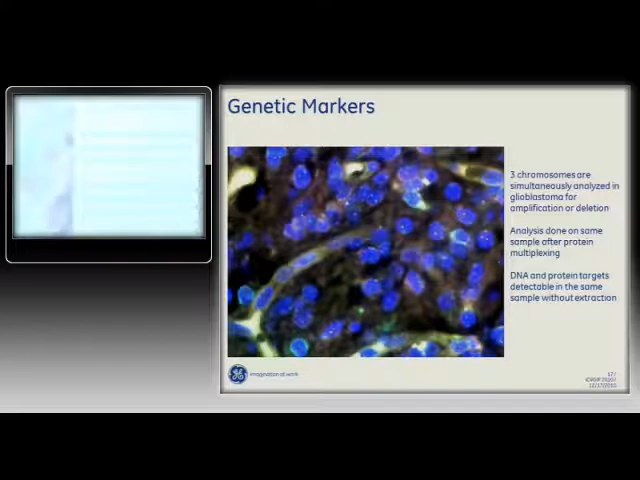 Genetic Markers
3 chromosomes are
simultaneously analyzed in
glioblastoma for
amplification or deletion
Analysis done on same
sample after protein
multiplexing
DNA and protein targets
detectable in the same
sample without extraction
imagination at work
17 /